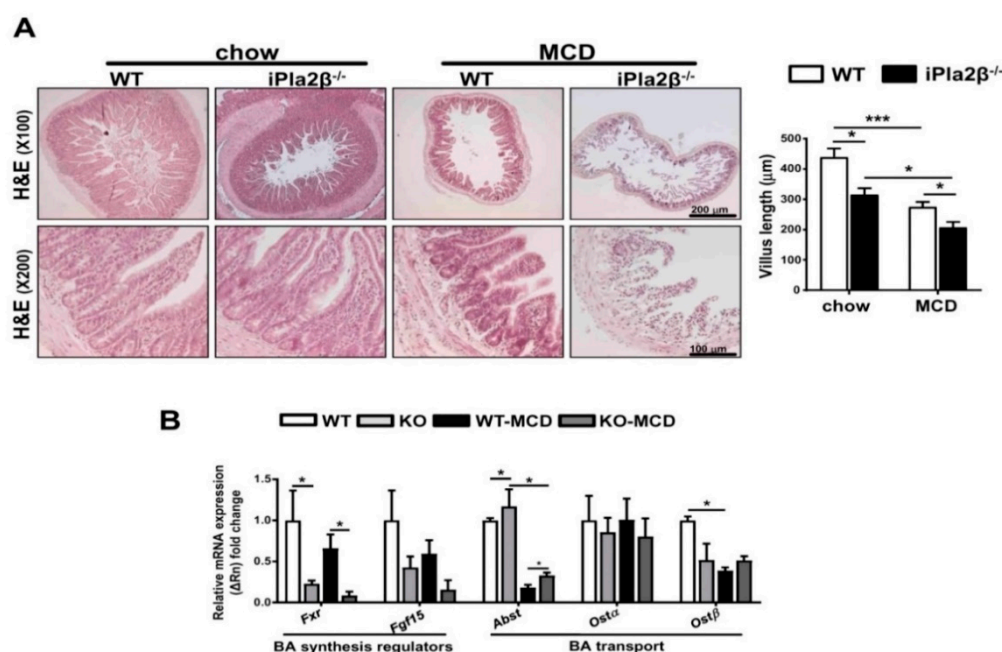 A
chow MCD
WT iPla2β-/- WT iPla2β-/-
H&E (X100)
200 μm
H&E (X200)
100 μm
WT iPla2β-/-
Villus length (μm)
500
400
300
200
100
0
***
*
*
*
chow MCD
B
WT KO WT-MCD KO-MCD
Relative mRNA expression
(ΔRn) fold change
1.5
1.0
0.5
0.0
* * * * * *
Fxr Fgf15 Abst Ostα Ostβ
BA synthesis regulators BA transport